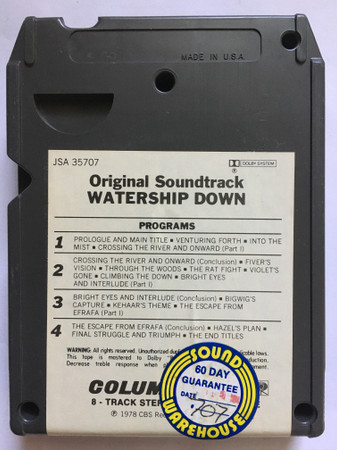 MADE IN U.S.A.
JSA 35707
DOLBY SYSTEM
Original Soundtrack
WATERSHIP DOWN
PROGRAMS
1 PROLOGUE AND MAIN TITLE ■ VENTURING FORTH ■ INTO THE
MIST ■ CROSSING THE RIVER AND ONWARD (Part I)
2 CROSSING THE RIVER AND ONWARD (Conclusion) ■ FIVER'S
VISION ■ THROUGH THE WOODS ■ THE RAT FIGHT ■ VIOLET'S
GONE ■ CLIMBING THE DOWN ■ BRIGHT EYES
AND INTERLUDE (Part I)
3 BRIGHT EYES AND INTERLUDE (Conclusion) ■ BIGWIG'S
CAPTURE ■ KEHAAR'S THEME ■ THE ESCAPE FROM
EFRAFA (Part I)
4 THE ESCAPE FROM EFRAFA (Conclusion) ■ HAZEL'S PLAN ■
FINAL STRUGGLE AND TRIUMPH ■ THE END TITLES
WARNING: All rights reserved. Unauthorized laws.
This tape is mastered to Dolby
Decrease treble response when
COLUM
8 - TRACK STER
℗ 1978 CBS Re
SOUND
60 DAY
GUARANTEE
DATE
WAREHOUSE